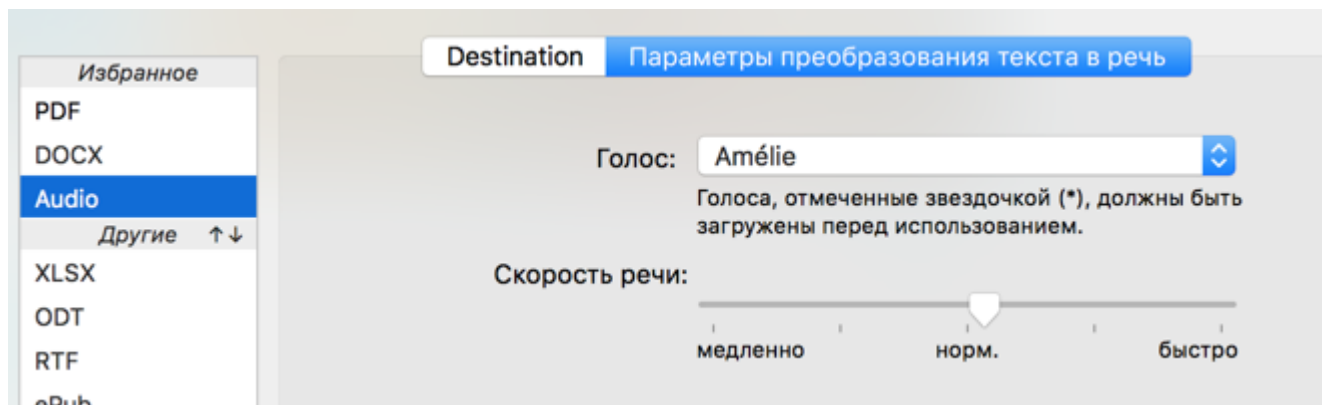 Destination
Параметры преобразования текста в речь
Избранное
PDF
DOCX
Audio
Другие ↑↓
XLSX
ODT
RTF
ePub
Голос:
Amélie
Голоса, отмеченные звездочкой (*), должны быть
загружены перед использованием.
Скорость речи:
медленно норм. быстро